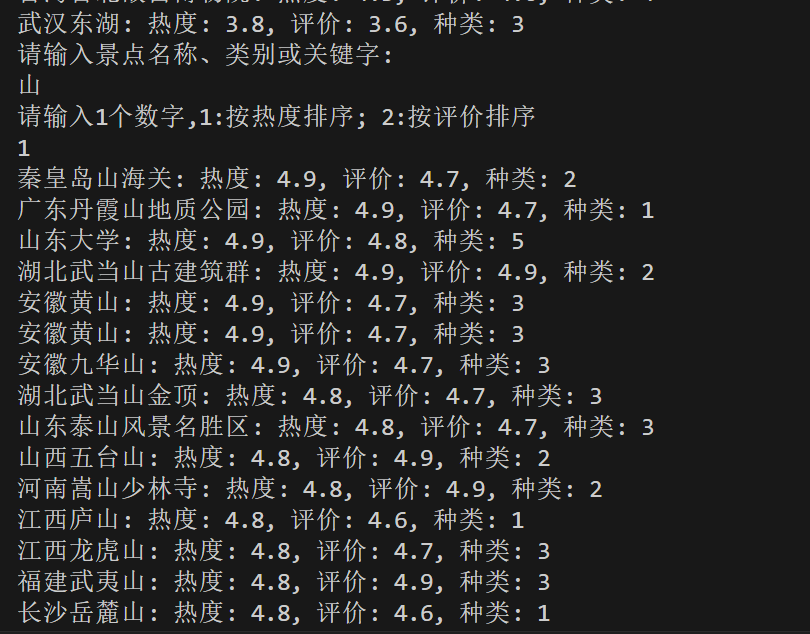 武汉东湖: 热度: 3.8, 评价: 3.6, 种类: 3
请输入景点名称、类别或关键字:
山
请输入1个数字,1:按热度排序; 2:按评价排序
1
秦皇岛山海关: 热度: 4.9, 评价: 4.7, 种类: 2
广东丹霞山地质公园: 热度: 4.9, 评价: 4.7, 种类: 1
山东大学: 热度: 4.9, 评价: 4.8, 种类: 5
湖北武当山古建筑群: 热度: 4.9, 评价: 4.9, 种类: 2
安徽黄山: 热度: 4.9, 评价: 4.7, 种类: 3
安徽黄山: 热度: 4.9, 评价: 4.7, 种类: 3
安徽九华山: 热度: 4.9, 评价: 4.7, 种类: 3
湖北武当山金顶: 热度: 4.8, 评价: 4.7, 种类: 3
山东泰山风景名胜区: 热度: 4.8, 评价: 4.7, 种类: 3
山西五台山: 热度: 4.8, 评价: 4.9, 种类: 2
河南嵩山少林寺: 热度: 4.8, 评价: 4.9, 种类: 2
江西庐山: 热度: 4.8, 评价: 4.6, 种类: 1
江西龙虎山: 热度: 4.8, 评价: 4.7, 种类: 3
福建武夷山: 热度: 4.8, 评价: 4.9, 种类: 3
长沙岳麓山: 热度: 4.8, 评价: 4.6, 种类: 1